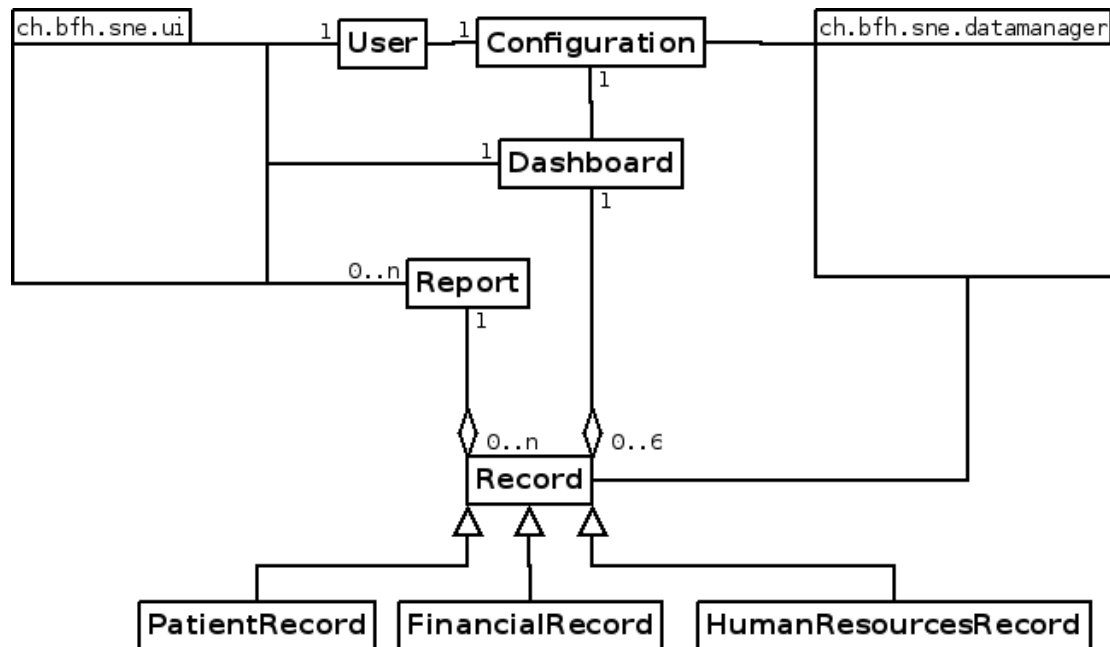 ch.bfh.sne.ui
1
User
1
Configuration
ch.bfh.sne.datamanager
1
1
Dashboard
1
0..n
Report
1
0..n
0..6
Record
PatientRecord
FinancialRecord
HumanResourcesRecord